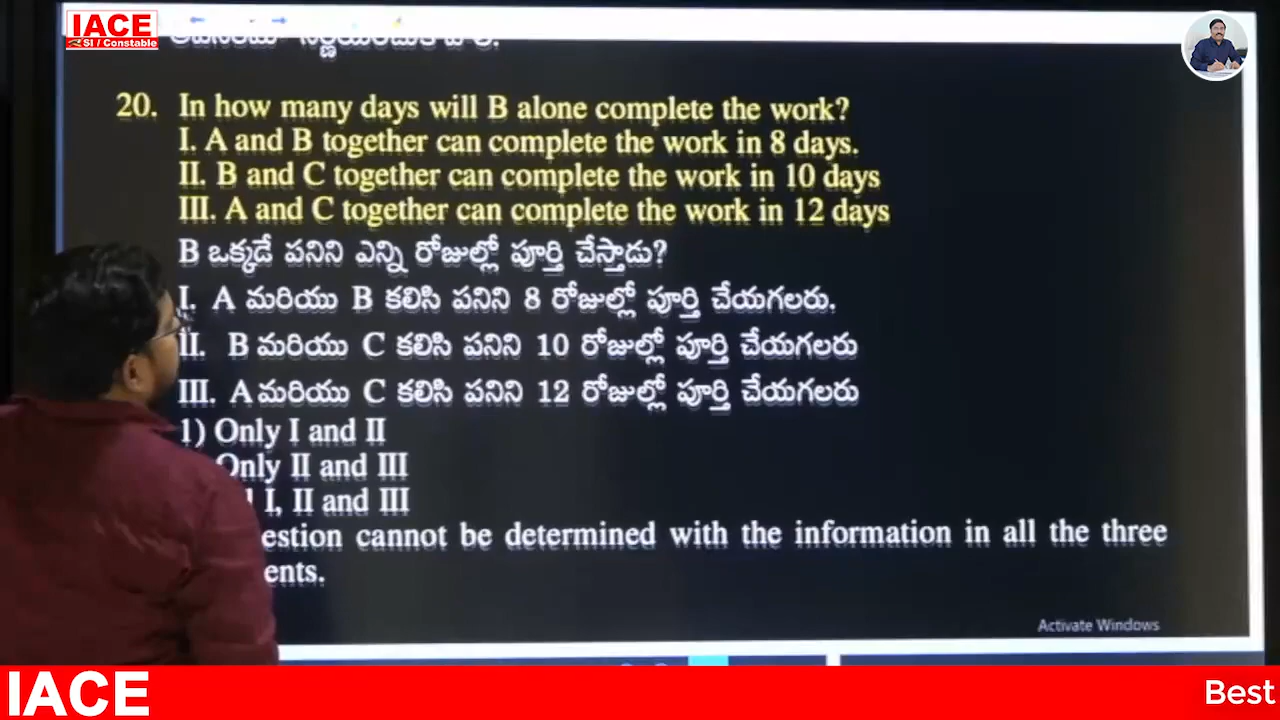 IACE
SI / Constable
20. In how many days will B alone complete the work?
I. A and B together can complete the work in 8 days.
II. B and C together can complete the work in 10 days
III. A and C together can complete the work in 12 days
B ఒక్కడే పనిని ఎన్ని రోజుల్లో పూర్తి చేస్తాడు?
I. A మరియు B కలిసి పనిని 8 రోజుల్లో పూర్తి చేయగలరు.
II. B మరియు C కలిసి పనిని 10 రోజుల్లో పూర్తి చేయగలరు
III. A మరియు C కలిసి పనిని 12 రోజుల్లో పూర్తి చేయగలరు
1) Only I and II
Only II and III
I, II and III
cannot be determined with the information in all the three
Activate Windows
IACE
Best